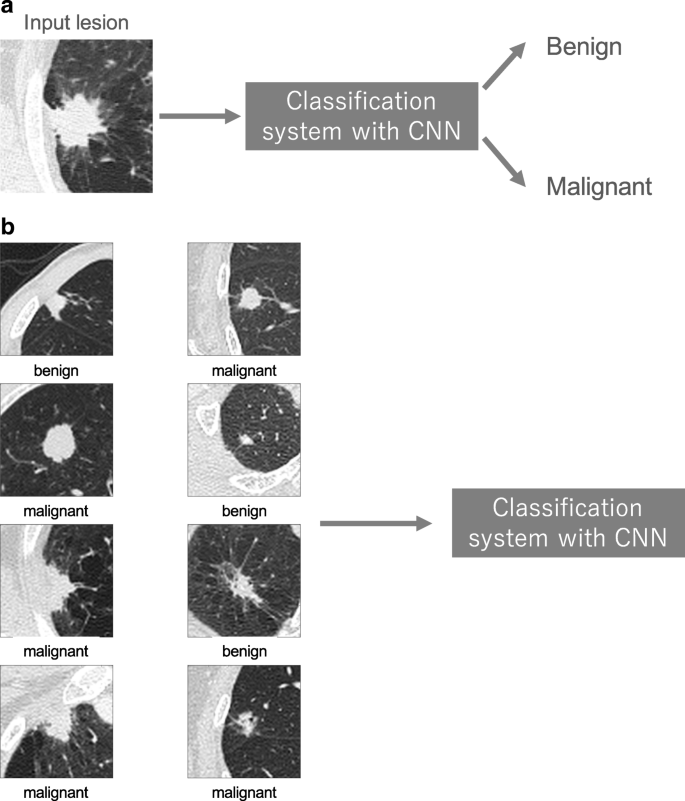 a
Input lesion
Classification
system with CNN
Benign
Malignant
b
benign
malignant
malignant
benign
Classification
system with CNN
malignant
benign
malignant
malignant